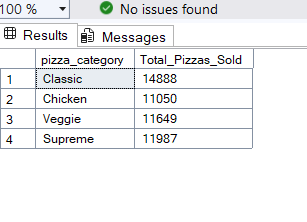 100 %
No issues found
Results
Messages
pizza_category Total_Pizzas_Sold
1 Classic 14888
2 Chicken 11050
3 Veggie 11649
4 Supreme 11987